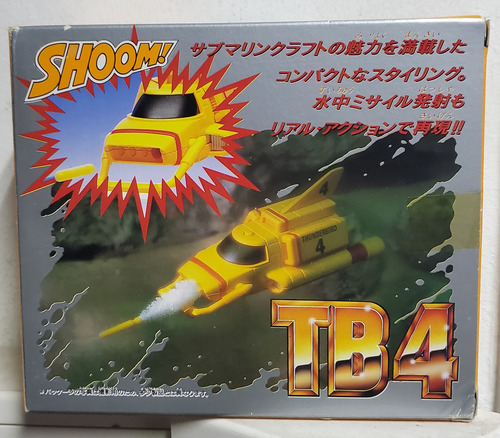 SHOOM!
サブマリンクラフトの魅力を満載した
コンパクトなスタイリング。
水中ミサイル発射も
リアル・アクションで再現!!
4
THUNDERBIRD
4
TB4